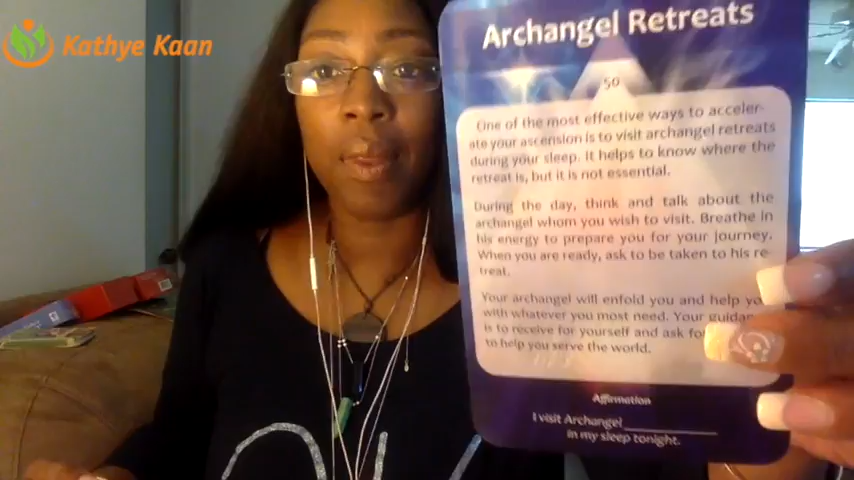 Kathye Kaan
Archangel Retreats
50
One of the most effective ways to acceler-
ate your ascension is to visit archangel retreats
during your sleep. It helps to know where the
retreat is, but it is not essential.
During the day, think and talk about the
archangel whom you wish to visit. Breathe in
his energy to prepare you for your journey.
When you are ready, ask to be taken to his re-
treat.
Your archangel will enfold you and help you
with whatever you most need. Your
is to receive for yourself and ask
to help you serve the world.
Affirmation
I visit Archangel__________
in my sleep tonight.